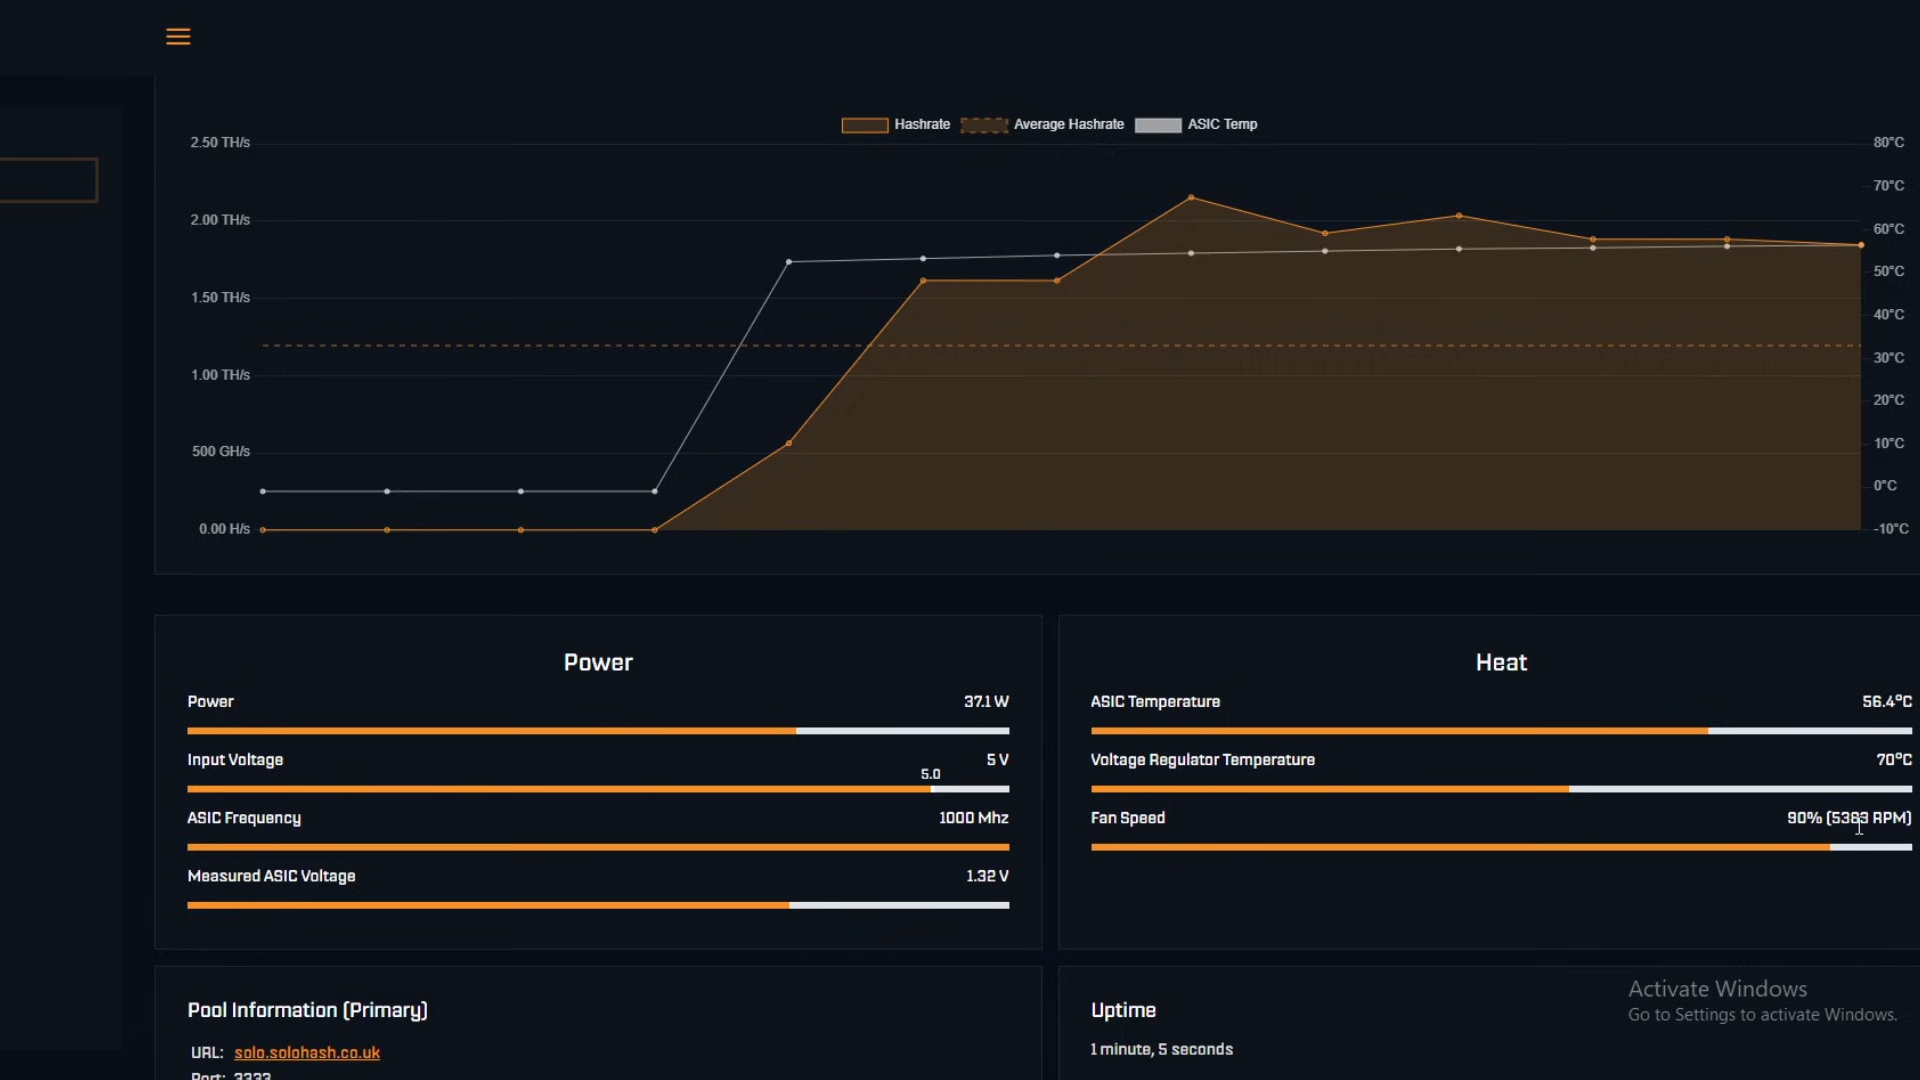 Hashrate Average Hashrate ASIC Temp
2.50 TH/s
2.00 TH/s
1.50 TH/s
1.00 TH/s
500 GH/s
0.00 H/s
80°C
70°C
60°C
50°C
40°C
30°C
20°C
10°C
0°C
-10°C
Power
Power 37.1 W
Input Voltage 5 V
5.0
ASIC Frequency 1000 Mhz
Measured ASIC Voltage 1.32 V
Heat
ASIC Temperature 56.4°C
Voltage Regulator Temperature 70°C
Fan Speed 90% (5383 RPM)
Pool Information (Primary)
URL: solo.solohash.co.uk
Port: 3333
Uptime
1 minute, 5 seconds
Activate Windows
Go to Settings to activate Windows.